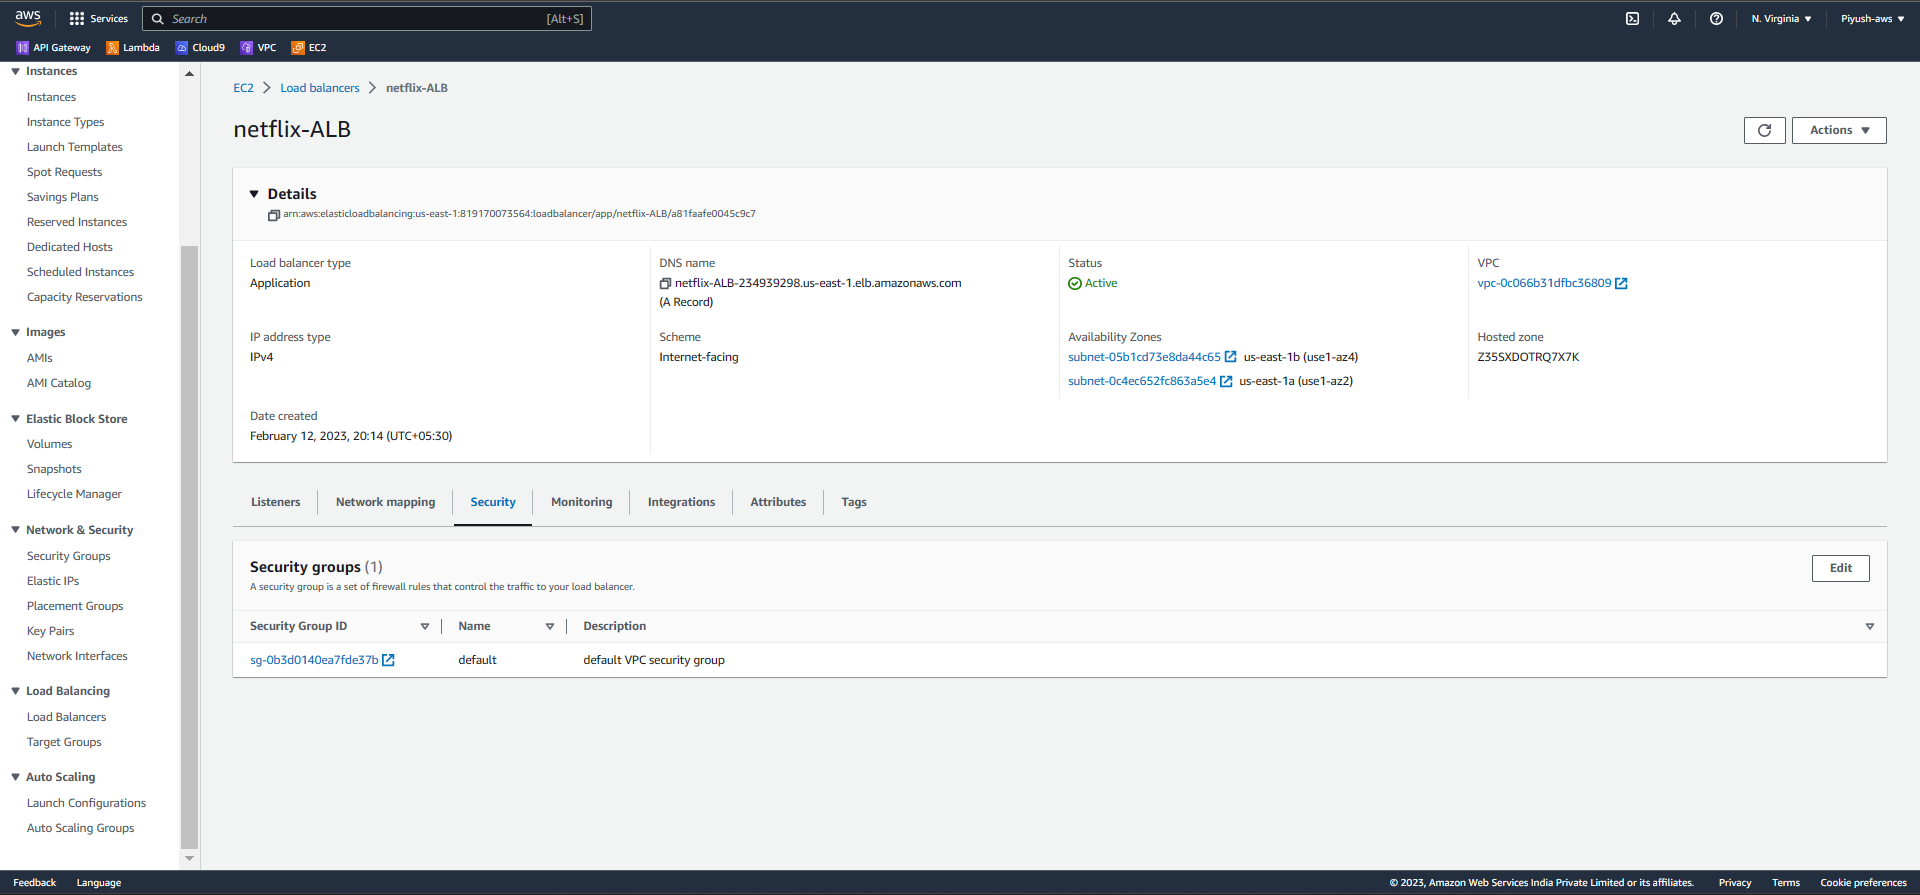 aws
Services
Search
[Alt+S]
N. Virginia
Piyush-aws
API Gateway
Lambda
Cloud9
VPC
EC2
Instances
Instances
Instance Types
Launch Templates
Spot Requests
Savings Plans
Reserved Instances
Dedicated Hosts
Scheduled Instances
Capacity Reservations
Images
AMIs
AMI Catalog
Elastic Block Store
Volumes
Snapshots
Lifecycle Manager
Network & Security
Security Groups
Elastic IPs
Placement Groups
Key Pairs
Network Interfaces
Load Balancing
Load Balancers
Target Groups
Auto Scaling
Launch Configurations
Auto Scaling Groups
EC2 > Load balancers > netflix-ALB
netflix-ALB
Actions
Details
arn:aws:elasticloadbalancing:us-east-1:819170073564:loadbalancer/app/netflix-ALB/a81faafe0045c9c7
Load balancer type
Application
DNS name
netflix-ALB-234939298.us-east-1.elb.amazonaws.com
(A Record)
Status
Active
VPC
vpc-0c066b31dfbc36809
IP address type
IPv4
Scheme
Internet-facing
Availability Zones
subnet-05b1cd73e8da44c65 us-east-1b (use1-az4)
subnet-0c4ec652fc863a5e4 us-east-1a (use1-az2)
Hosted zone
Z35SXDOTRQ7X7K
Date created
February 12, 2023, 20:14 (UTC+05:30)
Listeners
Network mapping
Security
Monitoring
Integrations
Attributes
Tags
Security groups (1)
A security group is a set of firewall rules that control the traffic to your load balancer.
Edit
Security Group ID
Name
Description
sg-0b3d0140ea7fde37b
default
default VPC security group
Feedback
Language
© 2023, Amazon Web Services India Private Limited or its affiliates.
Privacy
Terms
Cookie preferences